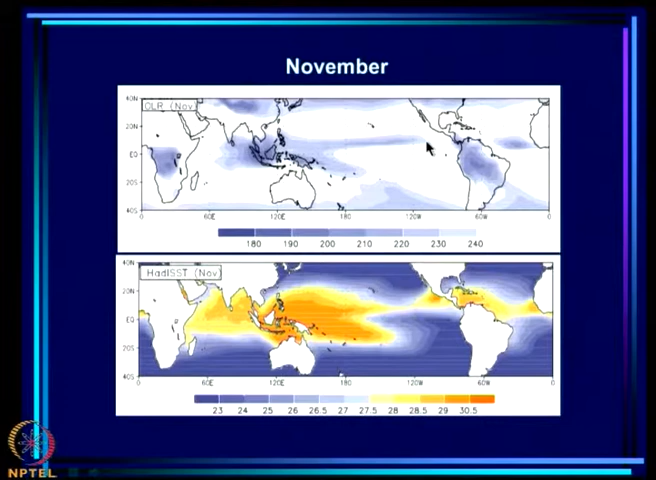 November
OLR (Nov)
40N
20N
EQ
20S
40S
0 60E 120E 180 120W 60W 0
180 190 200 210 220 230 240
HadISST (Nov)
40N
20N
EQ
20S
40S
0 60E 120E 180 120W 60W 0
23 24 25 26 26.5 27 27.5 28 28.5 29 30.5
NPTEL